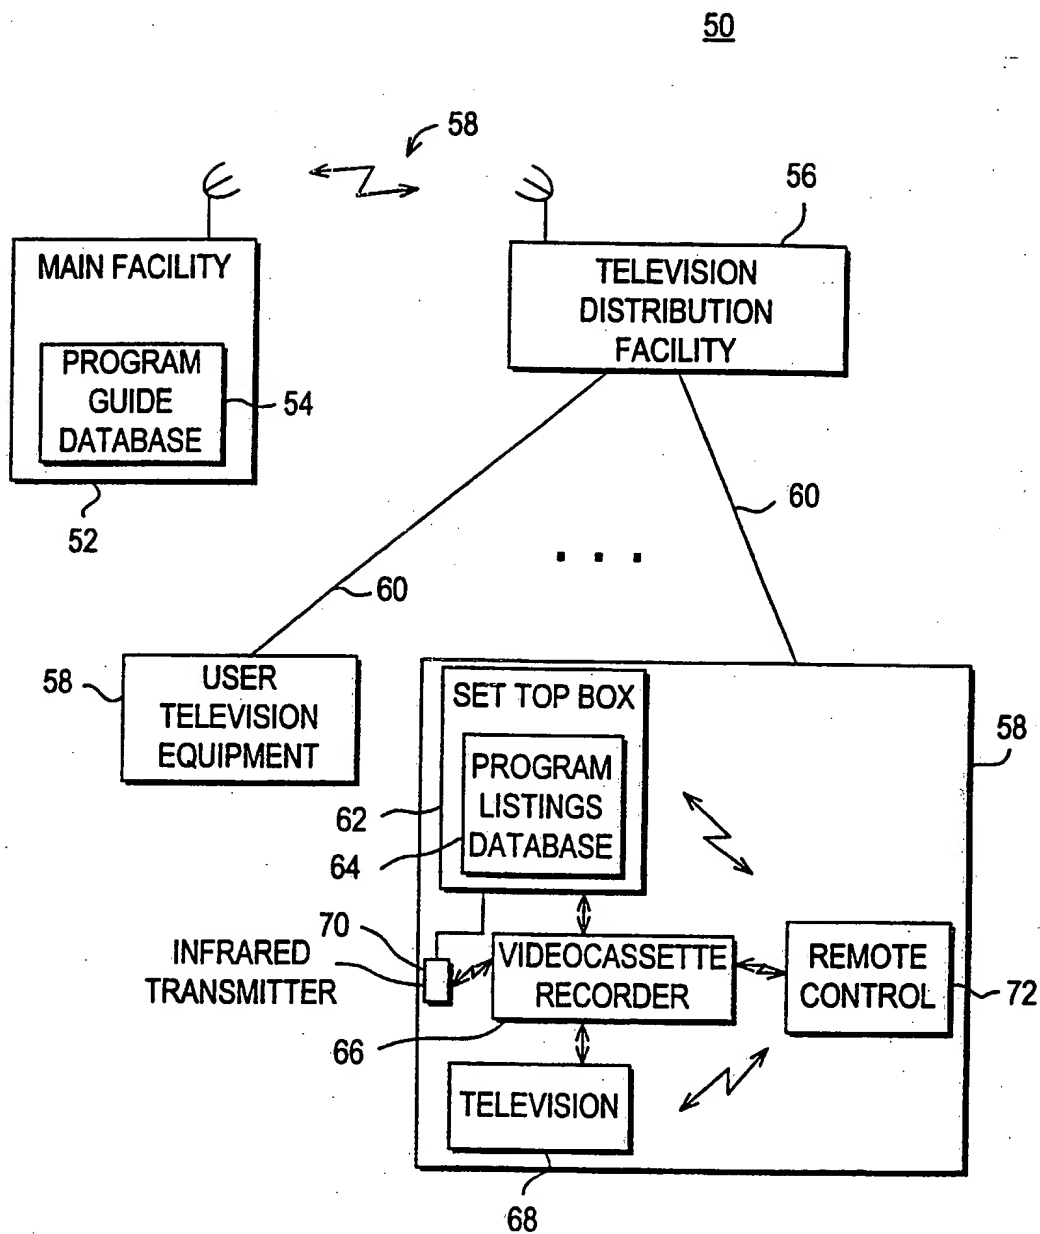 50
58
56
MAIN FACILITY
PROGRAM
GUIDE
DATABASE
54
52
TELEVISION
DISTRIBUTION
FACILITY
60
60
. . .
58
USER
TELEVISION
EQUIPMENT
SET TOP BOX
PROGRAM
LISTINGS
DATABASE
58
62
64
70
INFRARED
TRANSMITTER
VIDEOCASSETTE
RECORDER
REMOTE
CONTROL
72
66
TELEVISION
68